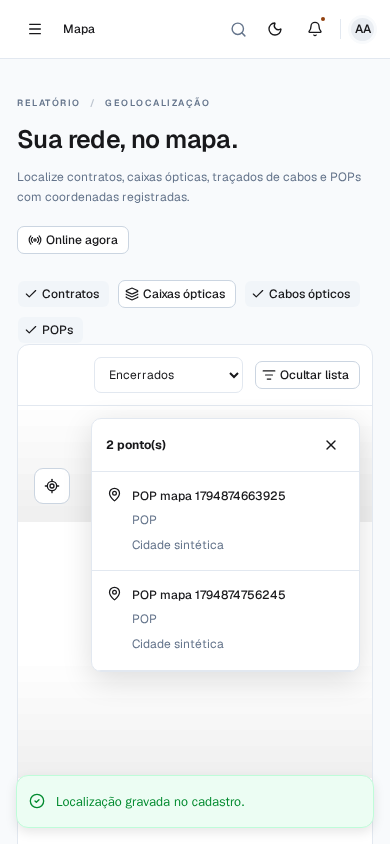 Mapa
AA
RELATÓRIO / GEOLOCALIZAÇÃO
Sua rede, no mapa.
Localize contratos, caixas ópticas, traçados de cabos e POPs
com coordenadas registradas.
Online agora
Contratos
Caixas ópticas
Cabos ópticos
POPs
Encerrados
Ocultar lista
2 ponto(s)
POP mapa 1794874663925
POP
Cidade sintética
POP mapa 1794874756245
POP
Cidade sintética
Localização gravada no cadastro.